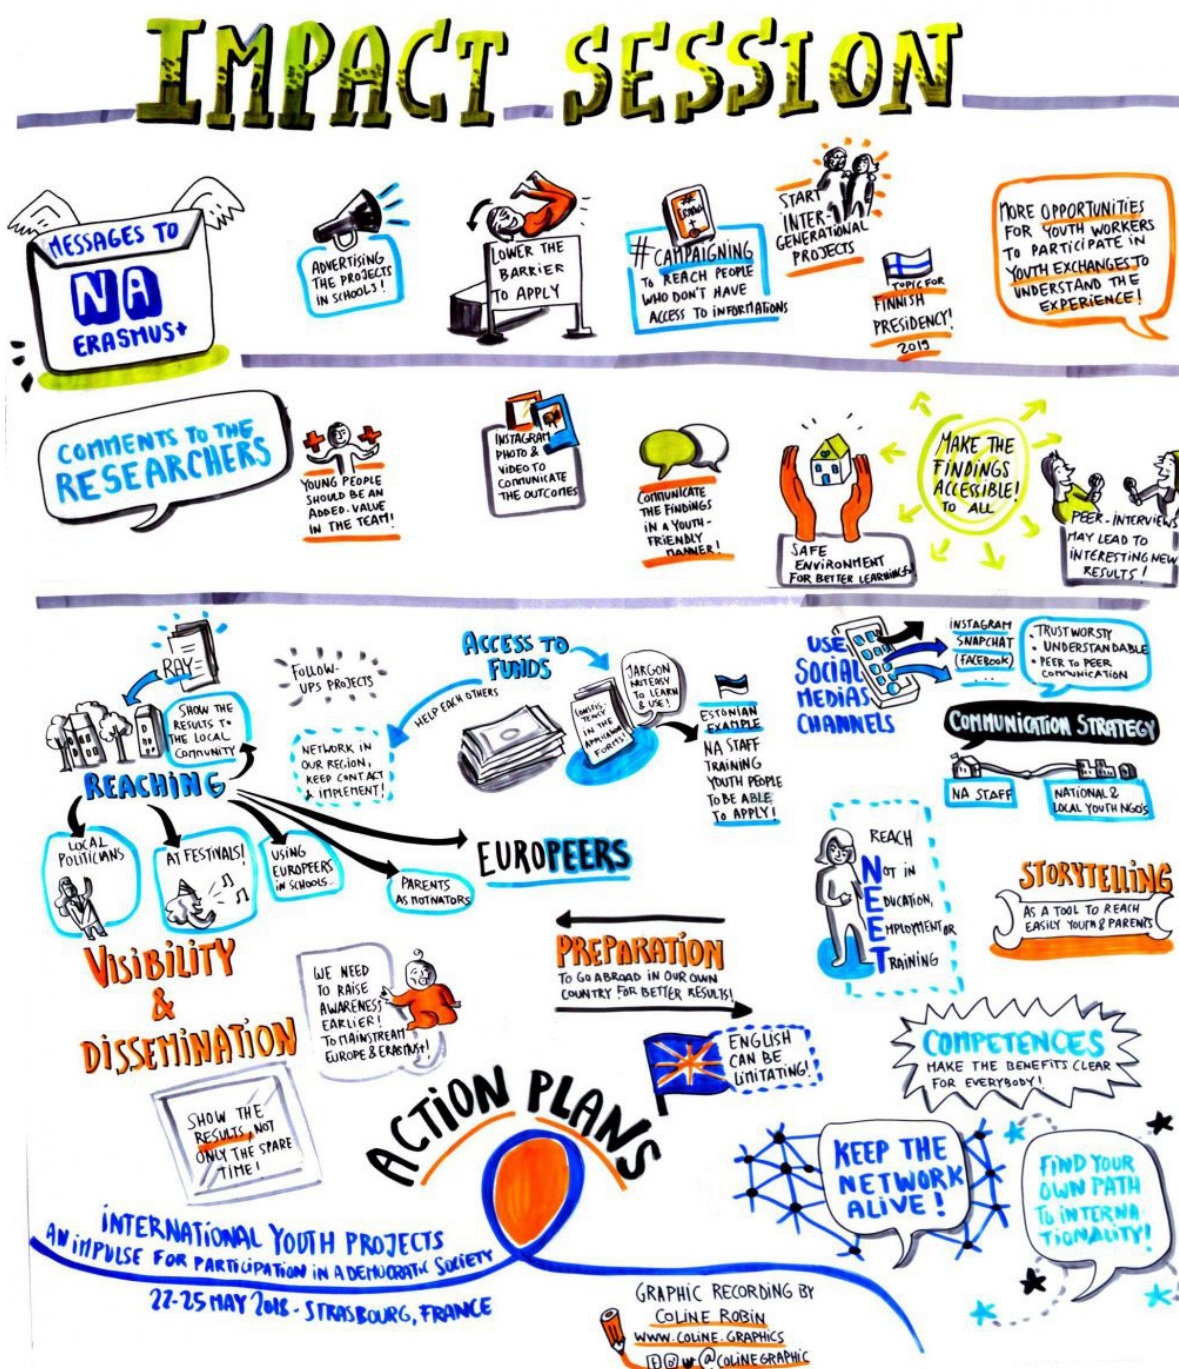 IMPACT SESSION
MESSAGES TO
NA
ERASMUS+
ADVERTISING
THE PROJECTS
IN SCHOOLS!
LOWER THE
BARRIER
TO APPLY
# CAMPAIGNING
TO REACH PEOPLE
WHO DON'T HAVE
ACCESS TO INFORMATIONS
START
INTER-
GENERATIONAL
PROJECTS
TOPIC FOR
FINNISH
PRESIDENCY!
2019
MORE OPPORTUNITIES
FOR YOUTH WORKERS
TO PARTICIPATE IN
YOUTH EXCHANGES TO
UNDERSTAND THE
EXPERIENCE!
COMMENTS TO THE
RESEARCHERS
YOUNG PEOPLE
SHOULD BE AN
ADDED-VALUE
IN THE TEAM!
INSTAGRAM
PHOTO &
VIDEO TO
COMMUNICATE
THE OUTCOMES
COMMUNICATE
THE FINDINGS
IN A YOUTH-
FRIENDLY
MANNER!
SAFE
ENVIRONMENT
FOR BETTER LEARNING
MAKE THE
FINDINGS
ACCESSIBLE!
TO ALL
PEER-INTERVIEWS
MAY LEAD TO
INTERESTING NEW
RESULTS!
RAY
SHOW THE
RESULTS TO
THE LOCAL
COMMUNITY
REACHING
LOCAL
POLITICIANS
AT FESTIVALS!
USING
EUROPEERS
IN SCHOOLS...
PARENTS
AS MOTIVATORS
EUROPEERS
FOLLOW-
UPS PROJECTS
NETWORK IN
OUR REGION,
KEEP CONTACT
& IMPLEMENT!
HELP EACH OTHERS
ACCESS TO
FUNDS
CONSIS-
TENCY
IN THE
APPLICATION
FORMS!
JARGON
NOT EASY
TO LEARN
& USE!
ESTONIAN
EXAMPLE
NA STAFF
TRAINING
YOUTH PEOPLE
TO BE ABLE
TO APPLY!
USE
SOCIAL
MEDIAS
CHANNELS
INSTAGRAM
SNAPCHAT
(FACEBOOK)
...
• TRUSTWORSTY
• UNDERSTANDABLE
• PEER TO PEER
COMMUNICATION
COMMUNICATION STRATEGY
NA STAFF
NATIONAL &
LOCAL YOUTH NGO'S
REACH
NOT IN
EDUCATION,
EMPLOYMENT OR
TRAINING
STORYTELLING
AS A TOOL TO REACH
EASILY YOUTH & PARENTS
VISIBILITY
&
DISSEMINATION
WE NEED
TO RAISE
AWARENESS
EARLIER!
TO MAINSTREAM
EUROPE & ERASMUS+!
PREPARATION
TO GO ABROAD IN OUR OWN
COUNTRY FOR BETTER RESULTS!
ENGLISH
CAN BE
LIMITATING!
COMPETENCES
MAKE THE BENEFITS CLEAR
FOR EVERYBODY!
SHOW THE
RESULTS, NOT
ONLY THE SPARE
TIME!
ACTION PLANS
KEEP THE
NETWORK
ALIVE!
FIND YOUR
OWN PATH
TO INTERNA-
TIONALITY!
INTERNATIONAL YOUTH PROJECTS
AN IMPULSE FOR PARTICIPATION IN A DEMOCRATIC SOCIETY
22-25 MAY 2018 - STRASBOURG, FRANCE
GRAPHIC RECORDING BY
COLINE ROBIN
WWW.COLINE.GRAPHICS
@COLINEGRAPHIC